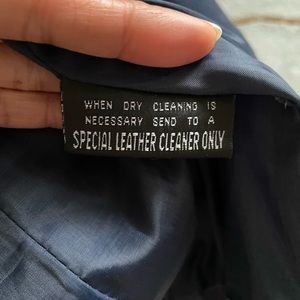 WHEN DRY CLEANING IS
NECESSARY SEND TO A
SPECIAL LEATHER CLEANER ONLY